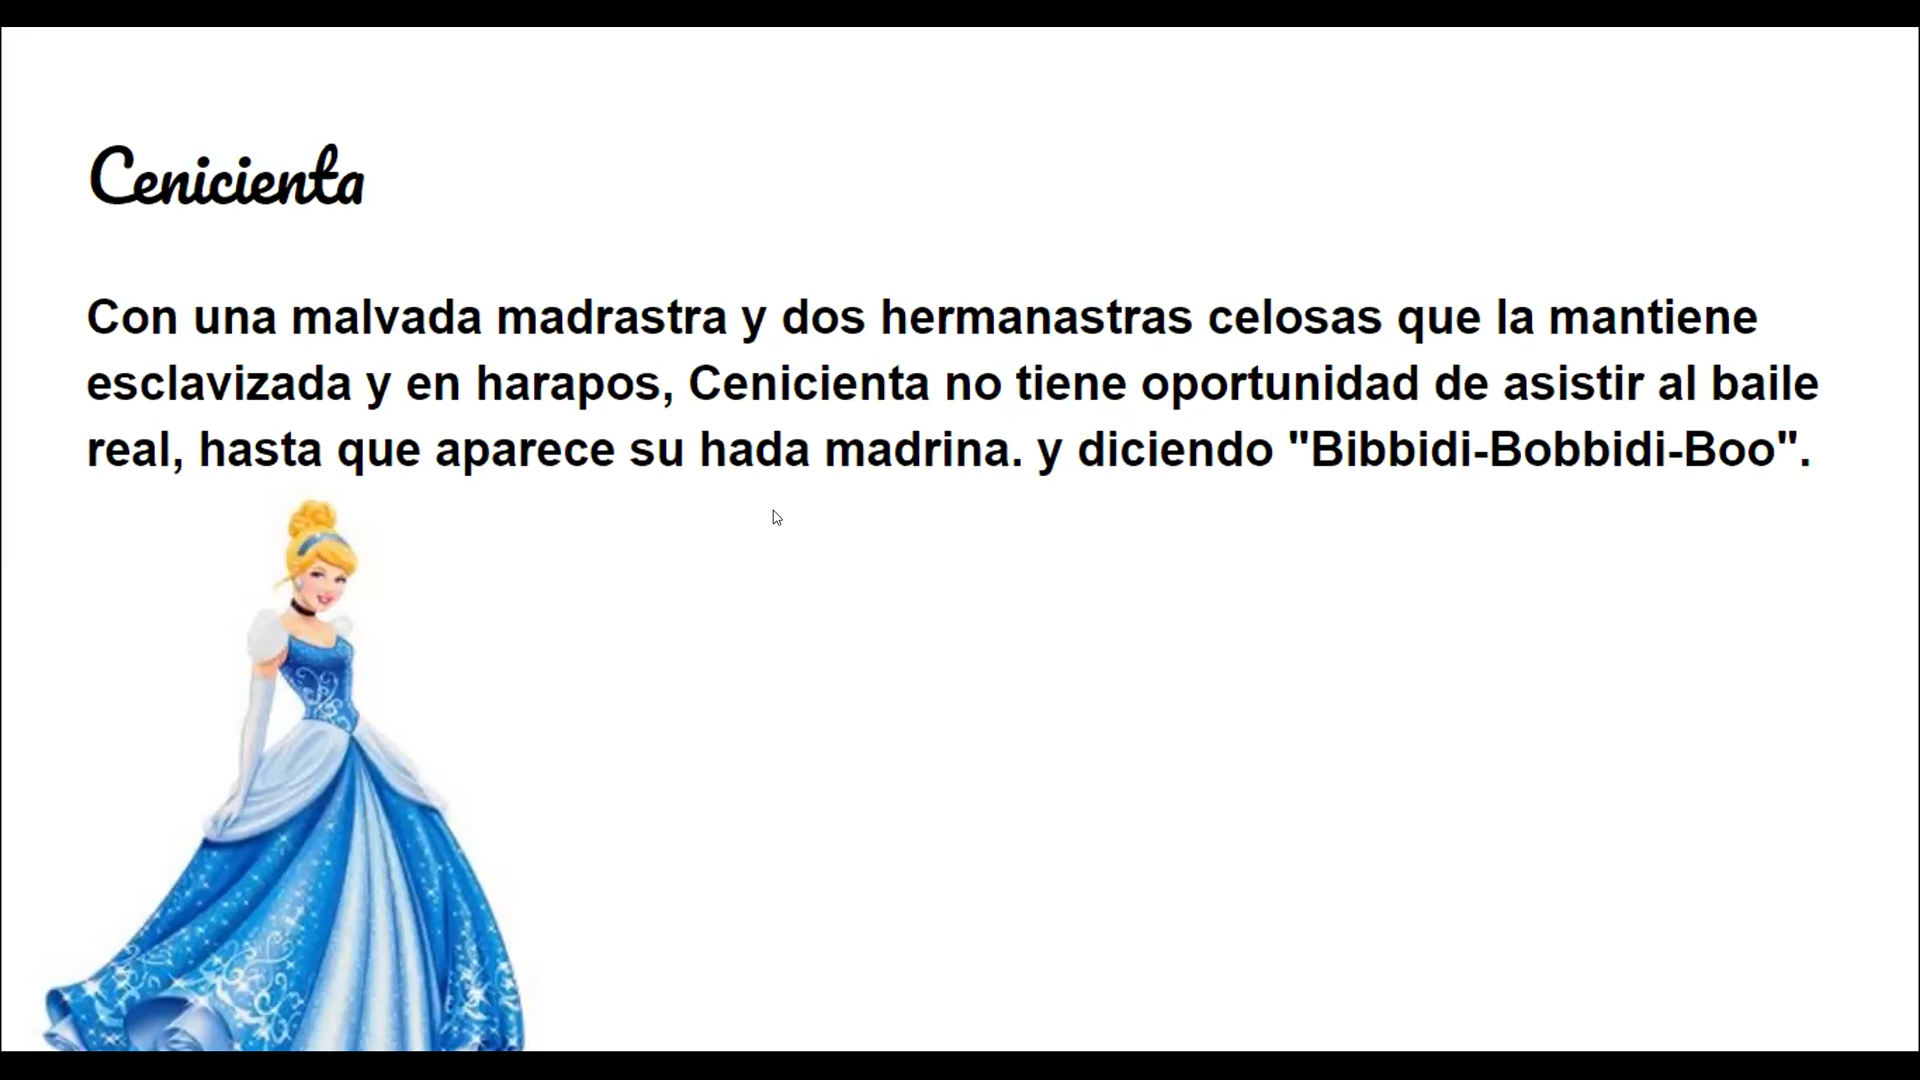 Cenicienta
Con una malvada madrastra y dos hermanastras celosas que la mantiene
esclavizada y en harapos, Cenicienta no tiene oportunidad de asistir al baile
real, hasta que aparece su hada madrina. y diciendo "Bibbidi-Bobbidi-Boo".